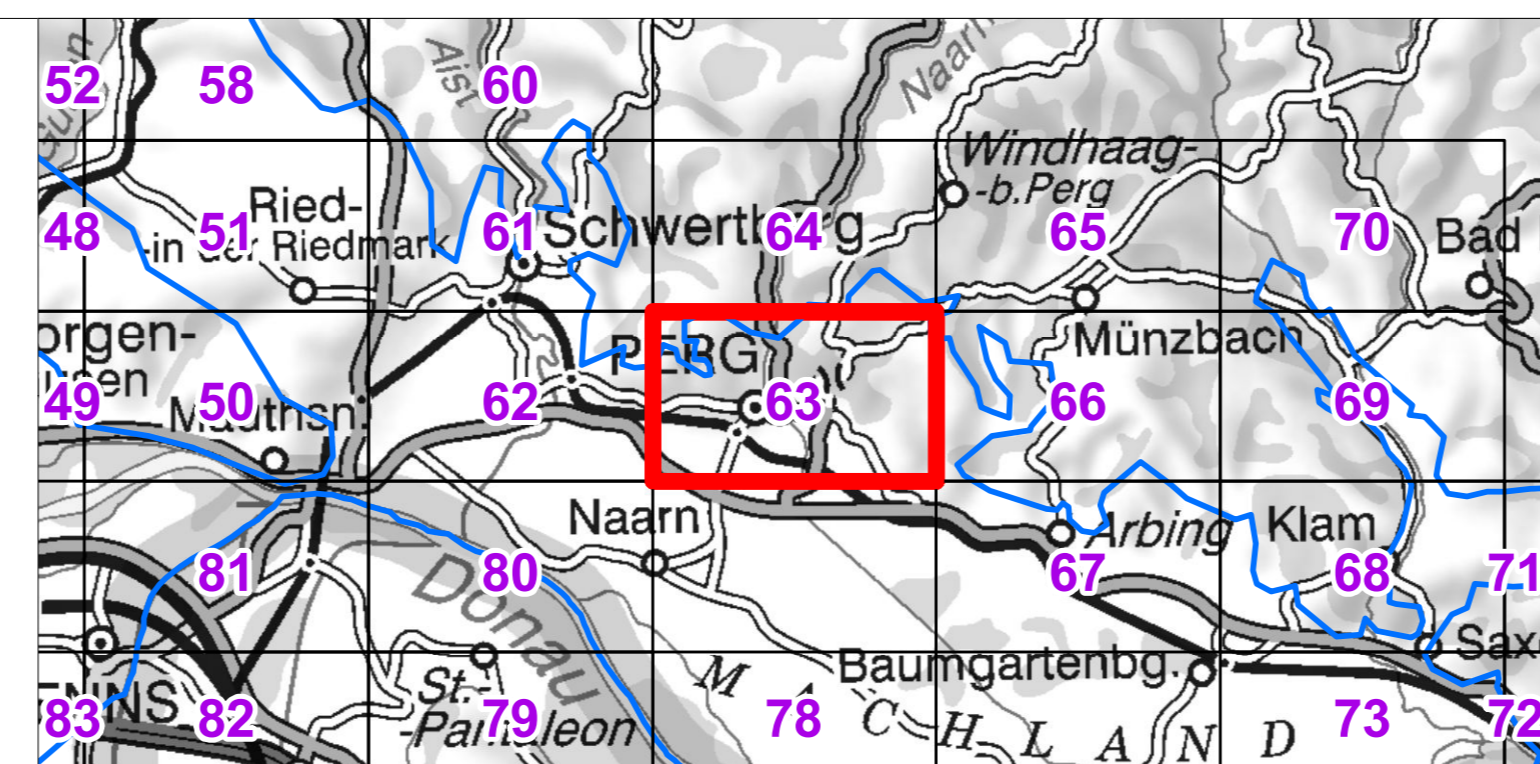 52 58 Aist 60 Naarn
Windhaag-
-b.Perg
48 51 Ried-
-in der Riedmark
61 Schwertberg 64 65 70 Bad
Münzbach
PERG
49 50 Mauthsn. 62 63 66 69
Naarn Arbing Klam
81 80 67 68 71
Donau
Baumgartenbg. Sax
St.-
-Pantaleon
83 82 79 78 73 72
M A C H L A N D